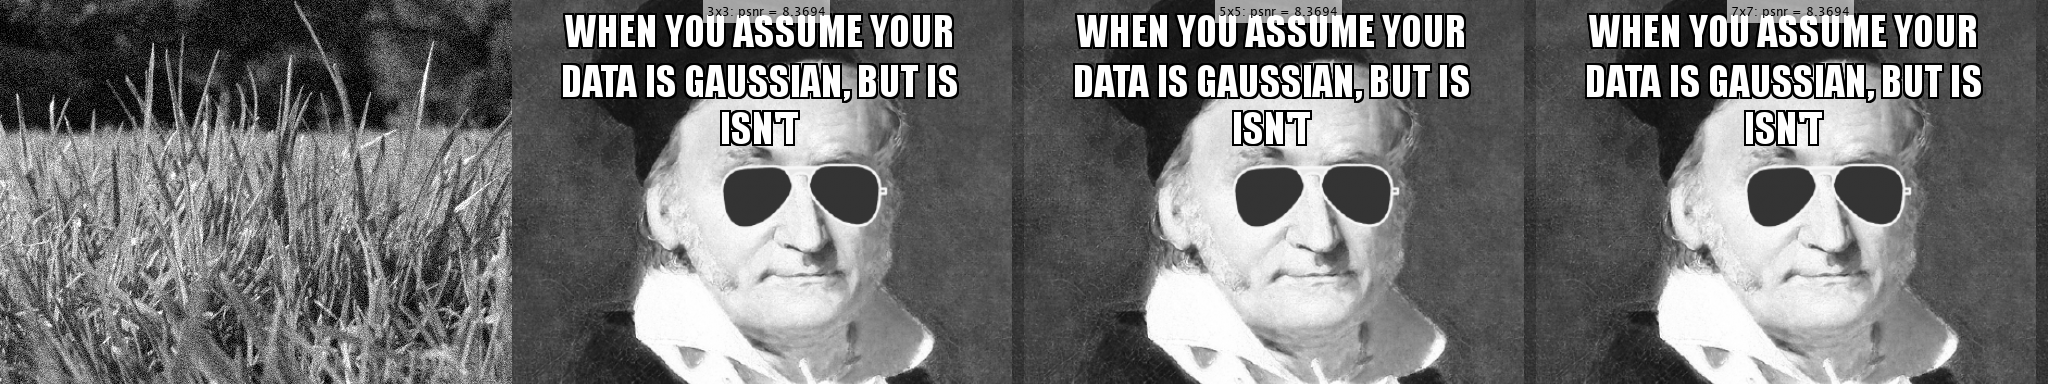 3x3: psnr = 8.3694
WHEN YOU ASSUME YOUR
DATA IS GAUSSIAN, BUT IS
ISN'T
5x5: psnr = 8.3694
WHEN YOU ASSUME YOUR
DATA IS GAUSSIAN, BUT IS
ISN'T
7x7: psnr = 8.3694
WHEN YOU ASSUME YOUR
DATA IS GAUSSIAN, BUT IS
ISN'T